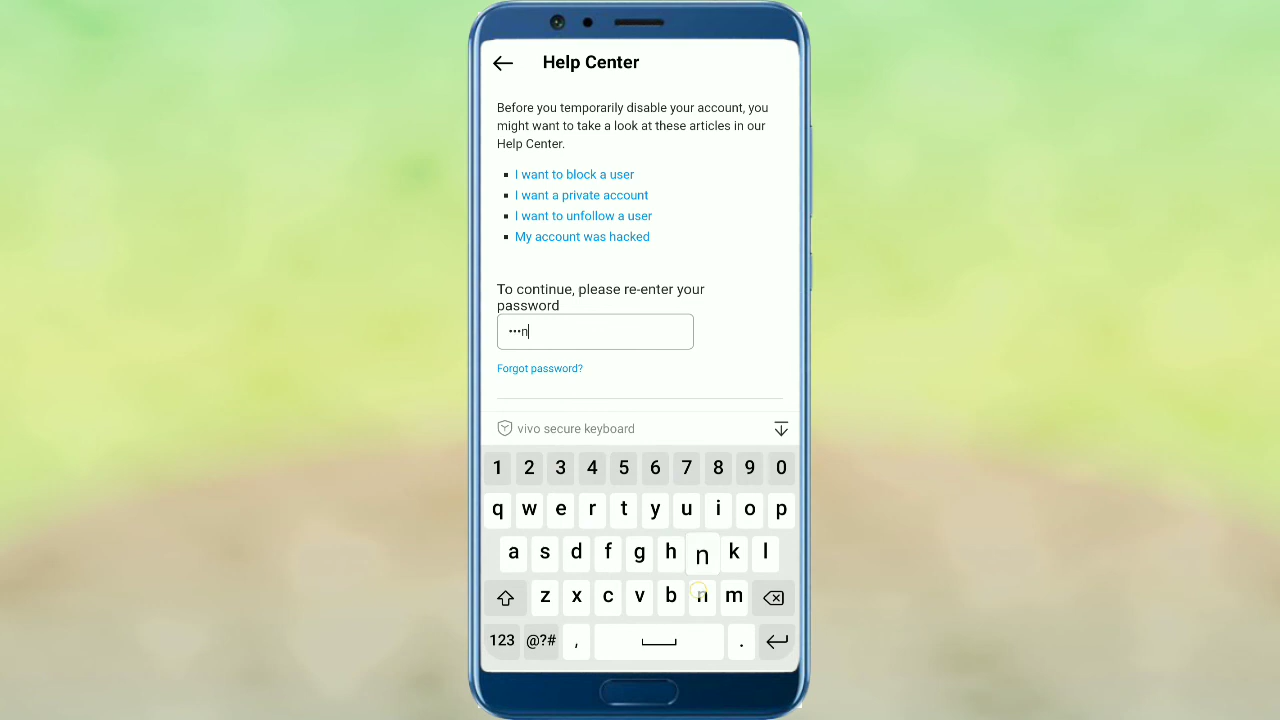 Help Center
Before you temporarily disable your account, you
might want to take a look at these articles in our
Help Center.
▪ I want to block a user
▪ I want a private account
▪ I want to unfollow a user
▪ My account was hacked
To continue, please re-enter your
password
•••n
Forgot password?
vivo secure keyboard
1 2 3 4 5 6 7 8 9 0
q w e r t y u i o p
a s d f g h n k l
z x c v b n m
123 @?# , .